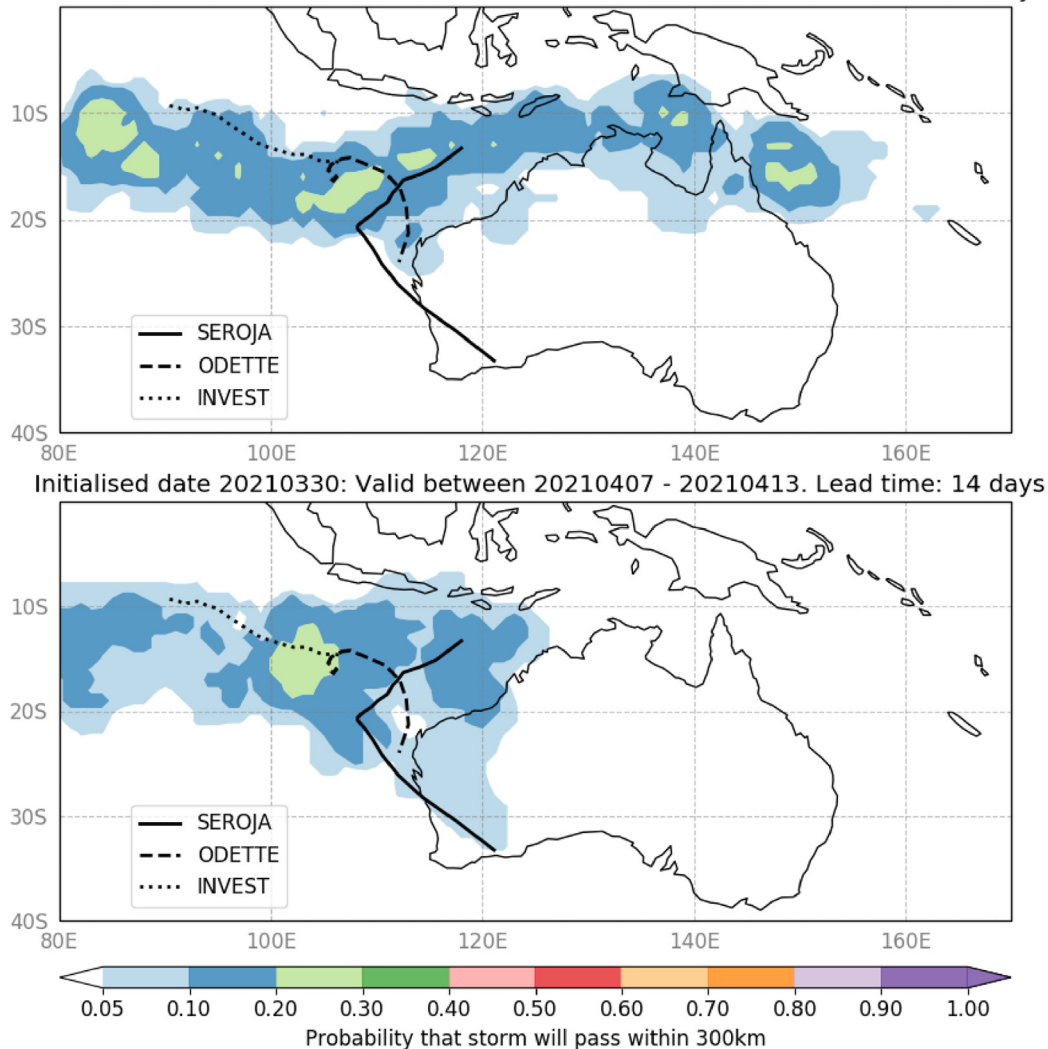 10S
20S
30S
40S
SEROJA
ODETTE
INVEST
80E 100E 120E 140E 160E
Initialised date 20210330: Valid between 20210407 - 20210413. Lead time: 14 days
10S
20S
30S
40S
SEROJA
ODETTE
INVEST
80E 100E 120E 140E 160E
0.05 0.10 0.20 0.30 0.40 0.50 0.60 0.70 0.80 0.90 1.00
Probability that storm will pass within 300km